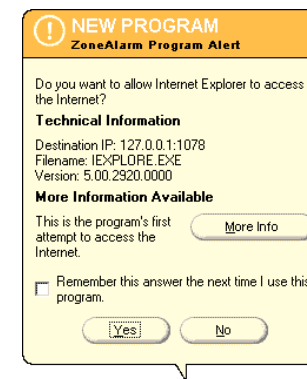 NEW PROGRAM
ZoneAlarm Program Alert
Do you want to allow Internet Explorer to access
the Internet?
Technical Information
Destination IP: 127.0.0.1:1078
Filename: IEXPLORE.EXE
Version: 5.00.2920.0000
More Information Available
This is the program's first
attempt to access the
Internet.
More Info
Remember this answer the next time I use this
program.
Yes
No